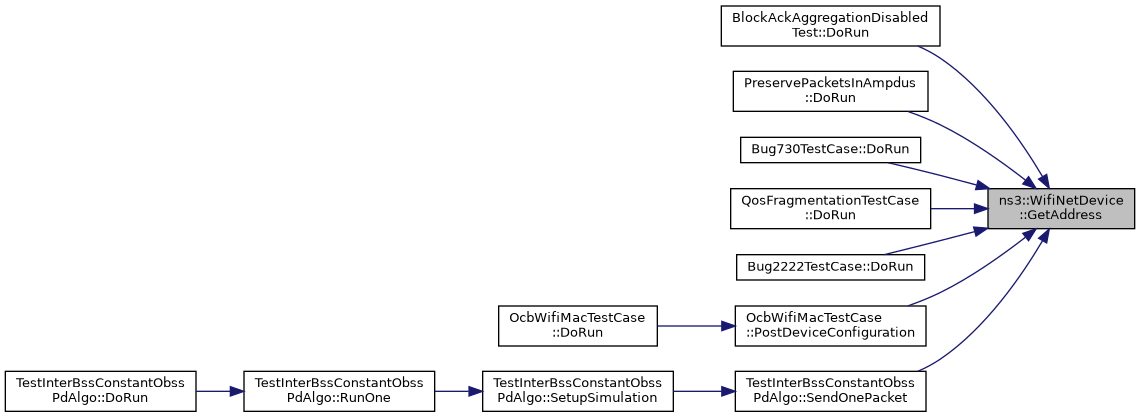 BlockAckAggregationDisabled
Test::DoRun
PreservePacketsInAmpdus
::DoRun
Bug730TestCase::DoRun
QosFragmentationTestCase
::DoRun
ns3::WifiNetDevice
::GetAddress
Bug2222TestCase::DoRun
OcbWifiMacTestCase
::DoRun
OcbWifiMacTestCase
::PostDeviceConfiguration
TestInterBssConstantObss
PdAlgo::DoRun
TestInterBssConstantObss
PdAlgo::RunOne
TestInterBssConstantObss
PdAlgo::SetupSimulation
TestInterBssConstantObss
PdAlgo::SendOnePacket